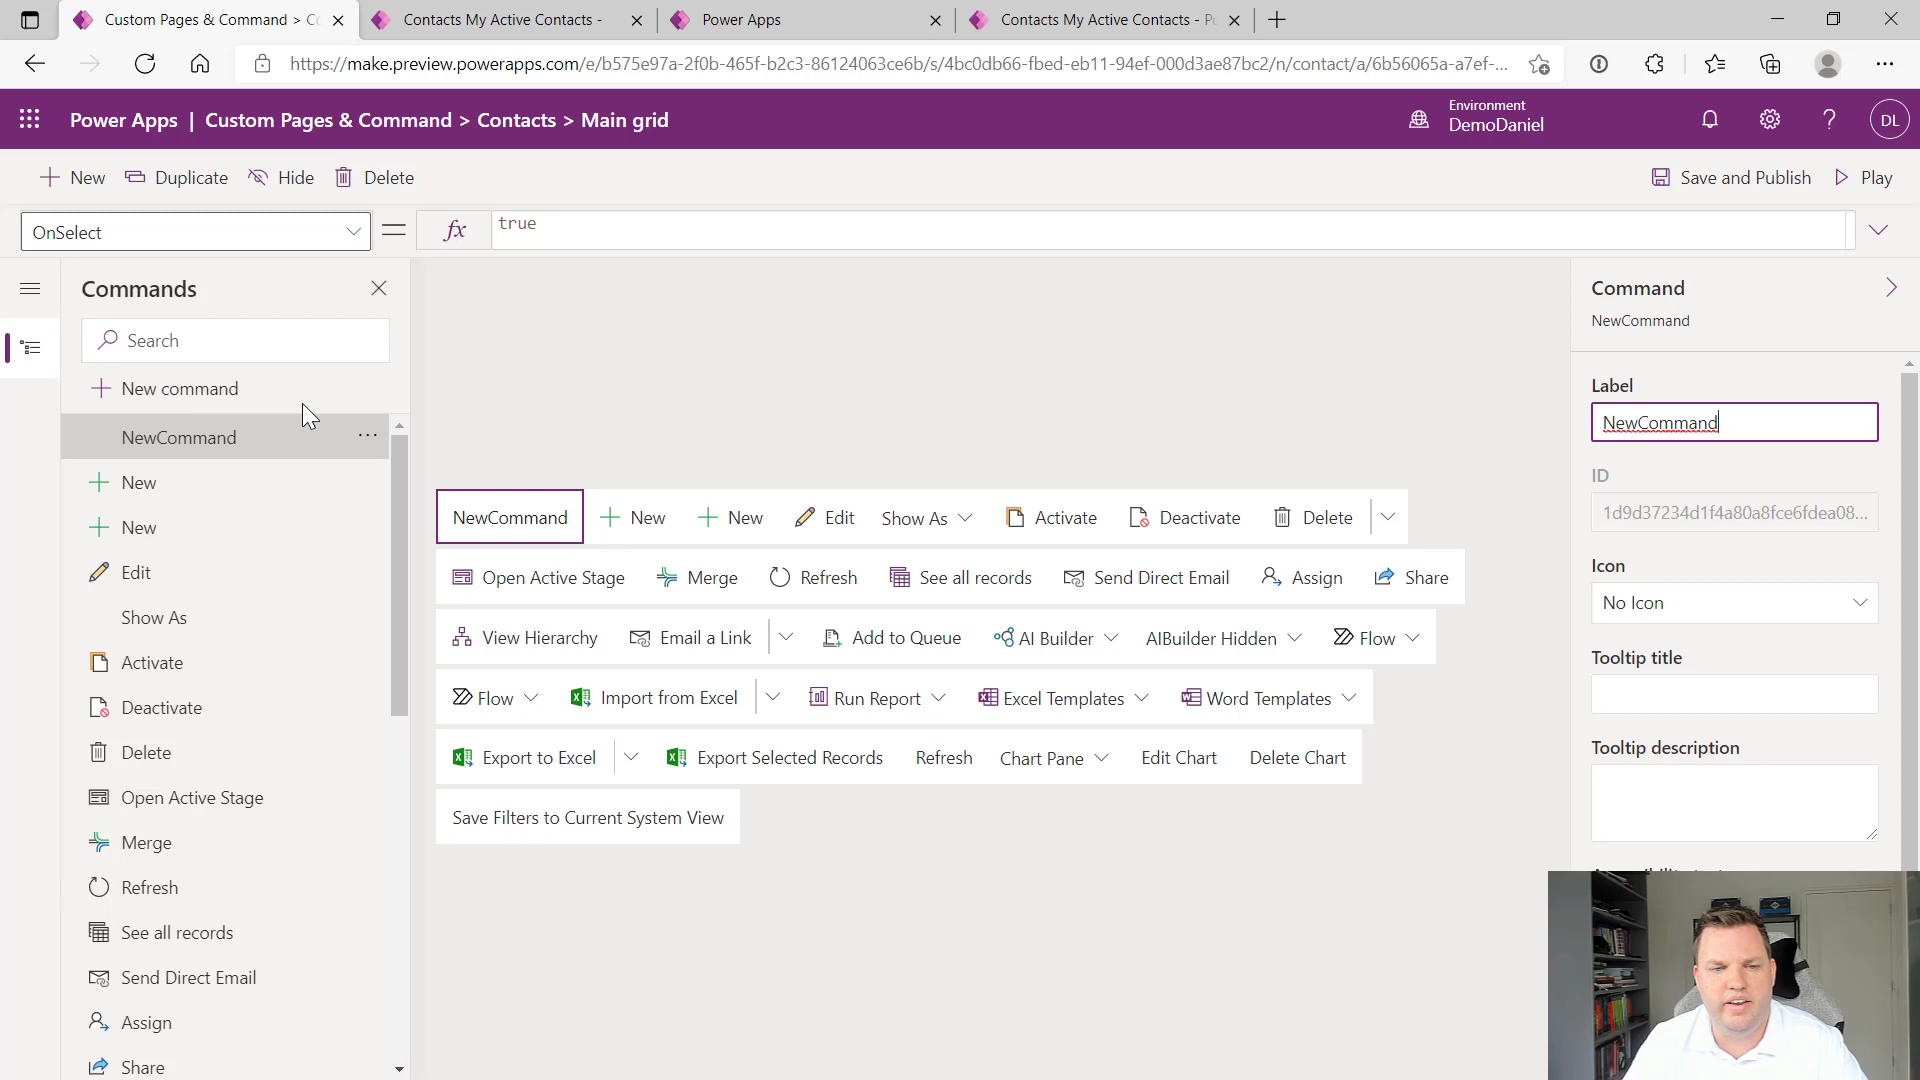 Custom Pages & Command > Co
Contacts My Active Contacts -
Power Apps
Contacts My Active Contacts - P
https://make.preview.powerapps.com/e/b575e97a-2f0b-465f-b2c3-86124063ce6b/s/4bc0db66-fbed-eb11-94ef-000d3ae87bc2/n/contact/a/6b56065a-a7ef-...
Power Apps | Custom Pages & Command > Contacts > Main grid
Environment
DemoDaniel
DL
New
Duplicate
Hide
Delete
Save and Publish
Play
OnSelect
fx
true
Commands
Search
New command
NewCommand
New
New
Edit
Show As
Activate
Deactivate
Delete
Open Active Stage
Merge
Refresh
See all records
Send Direct Email
Assign
Share
NewCommand New New Edit Show As Activate Deactivate Delete
Open Active Stage Merge Refresh See all records Send Direct Email Assign Share
View Hierarchy Email a Link Add to Queue AI Builder AIBuilder Hidden Flow
Flow Import from Excel Run Report Excel Templates Word Templates
Export to Excel Export Selected Records Refresh Chart Pane Edit Chart Delete Chart
Save Filters to Current System View
Command
NewCommand
Label
NewCommand
ID
1d9d37234d1f4a80a8fce6fdea08...
Icon
No Icon
Tooltip title
Tooltip description